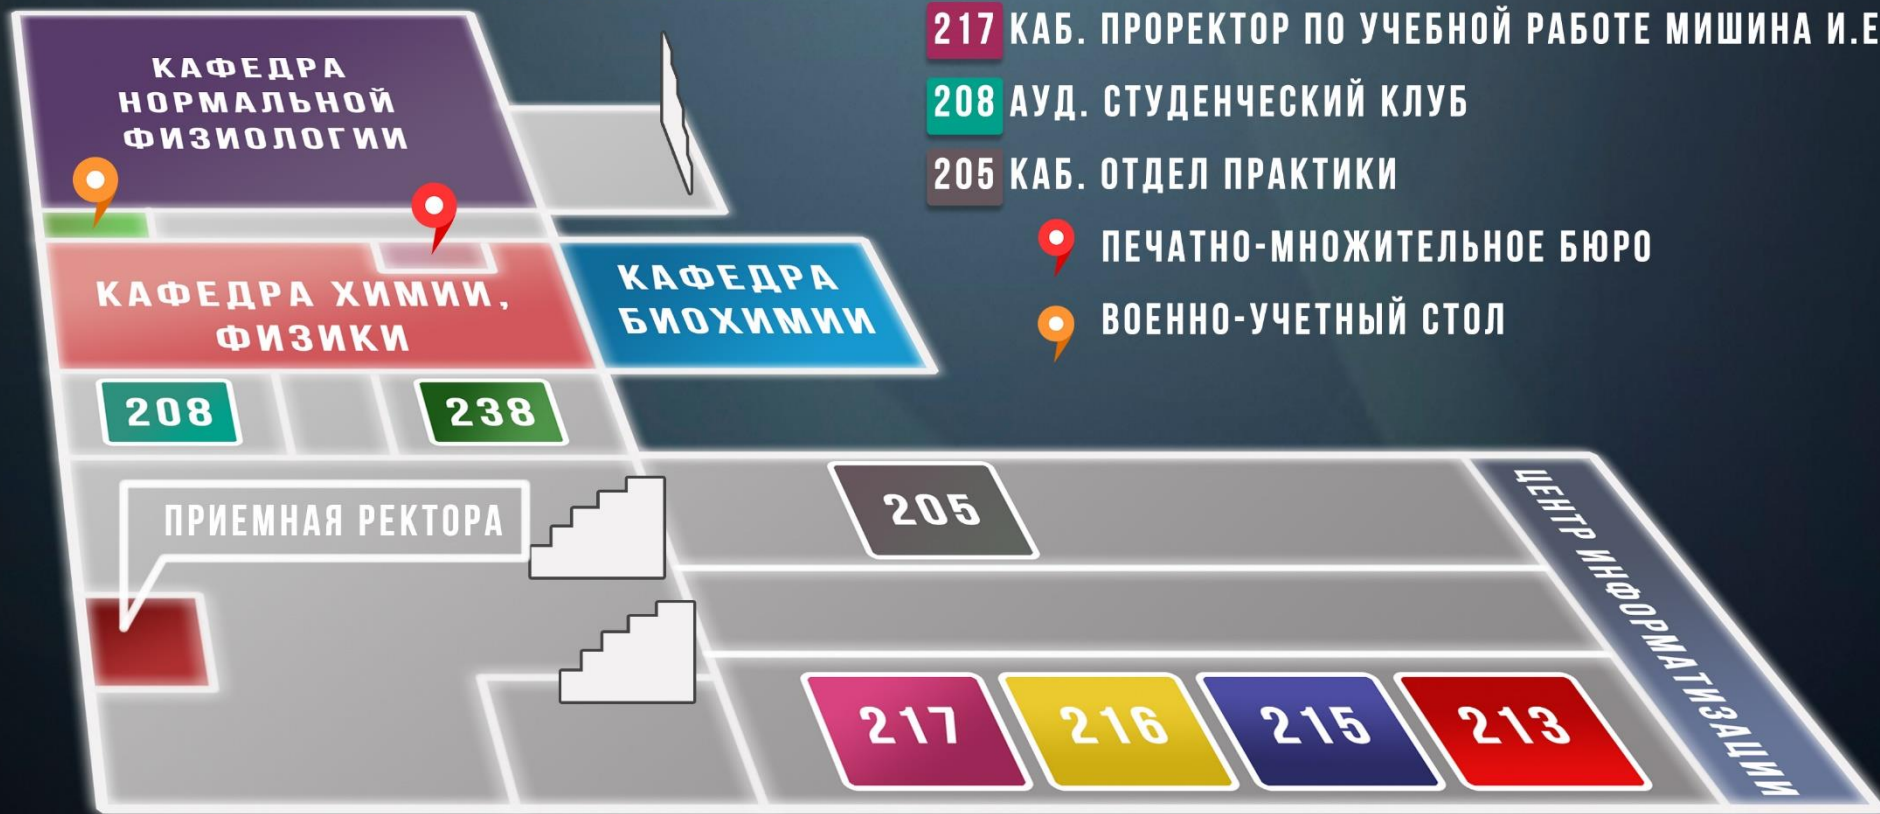 КАФЕДРА
НОРМАЛЬНОЙ
ФИЗИОЛОГИИ
217 КАБ. ПРОРЕКТОР ПО УЧЕБНОЙ РАБОТЕ МИШИНА И.Е
208 АУД. СТУДЕНЧЕСКИЙ КЛУБ
205 КАБ. ОТДЕЛ ПРАКТИКИ
ПЕЧАТНО-МНОЖИТЕЛЬНОЕ БЮРО
ВОЕННО-УЧЕТНЫЙ СТОЛ
КАФЕДРА ХИМИИ,
ФИЗИКИ
КАФЕДРА
БИОХИМИИ
208
238
ПРИЕМНАЯ РЕКТОРА
205
ЦЕНТР ИНФОРМАТИЗАЦИИ
217
216
215
213